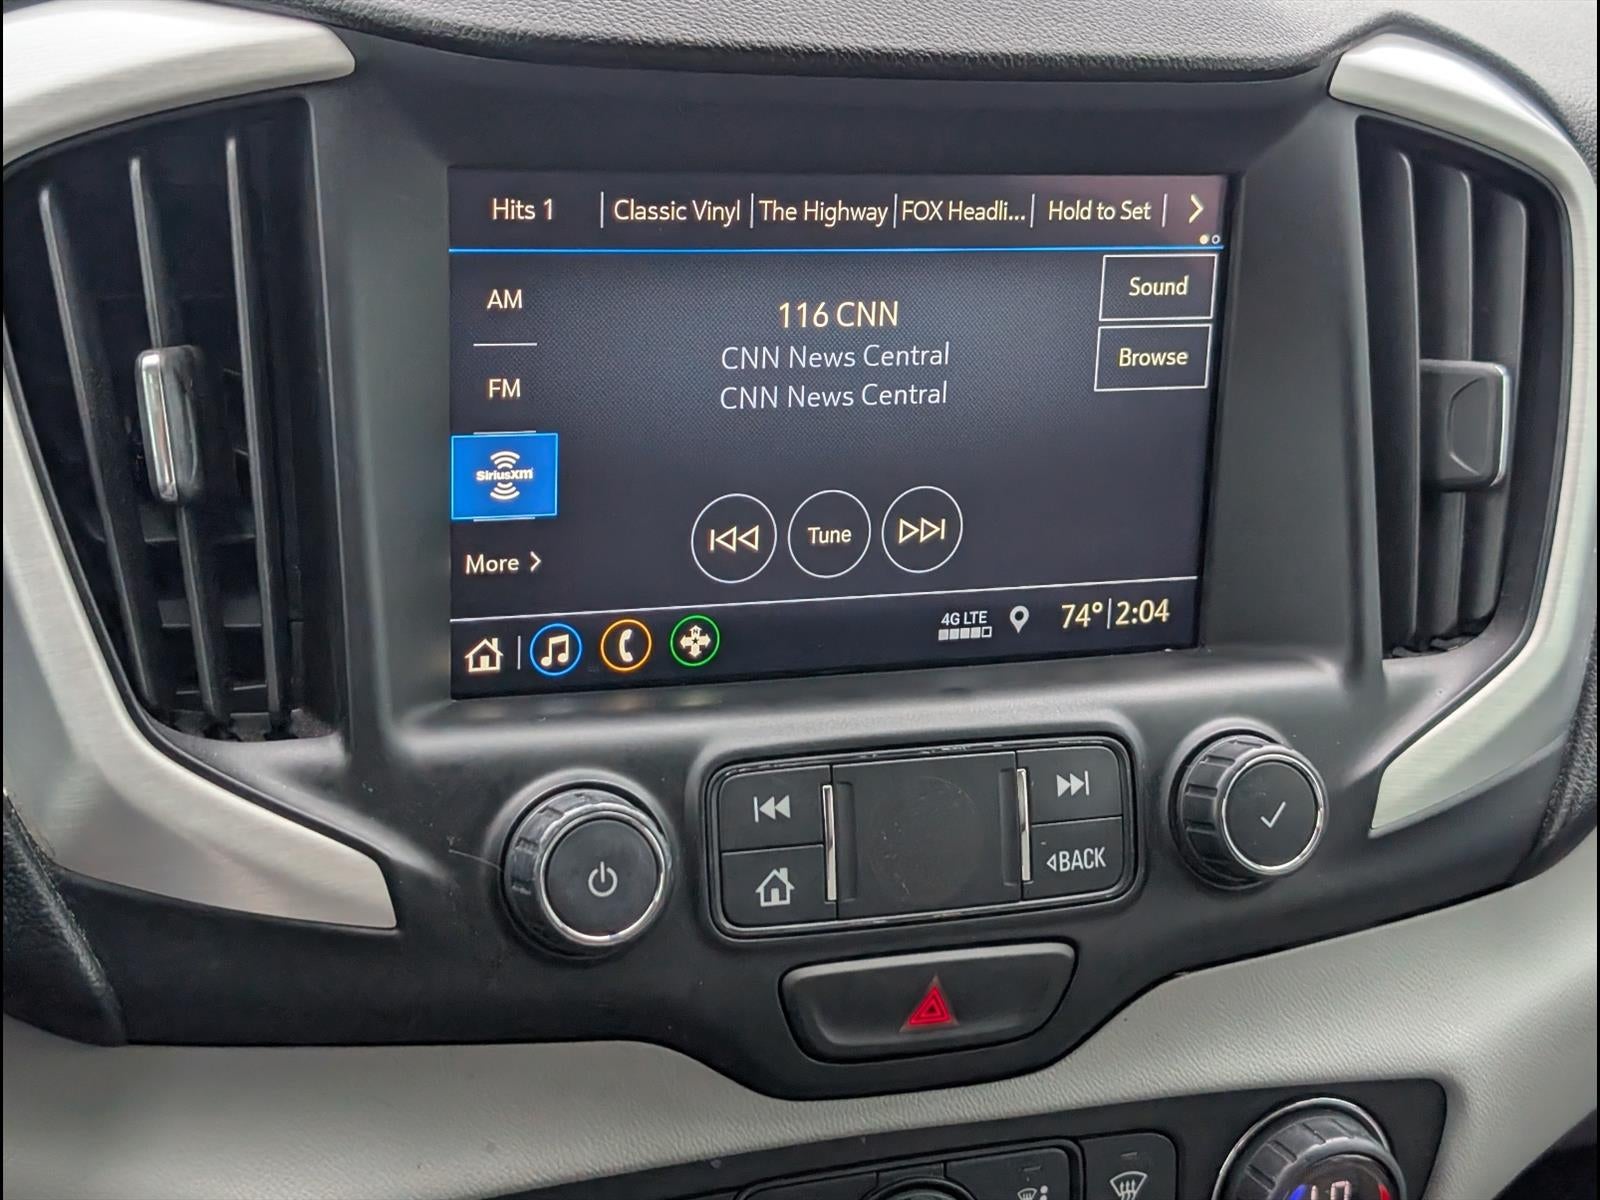 Hits 1 Classic Vinyl The Highway FOX Headli... Hold to Set
AM
Sound
116 CNN
CNN News Central
Browse
FM
CNN News Central
SiriusXM
Tune
More
4G LTE
74° 2:04
N
BACK